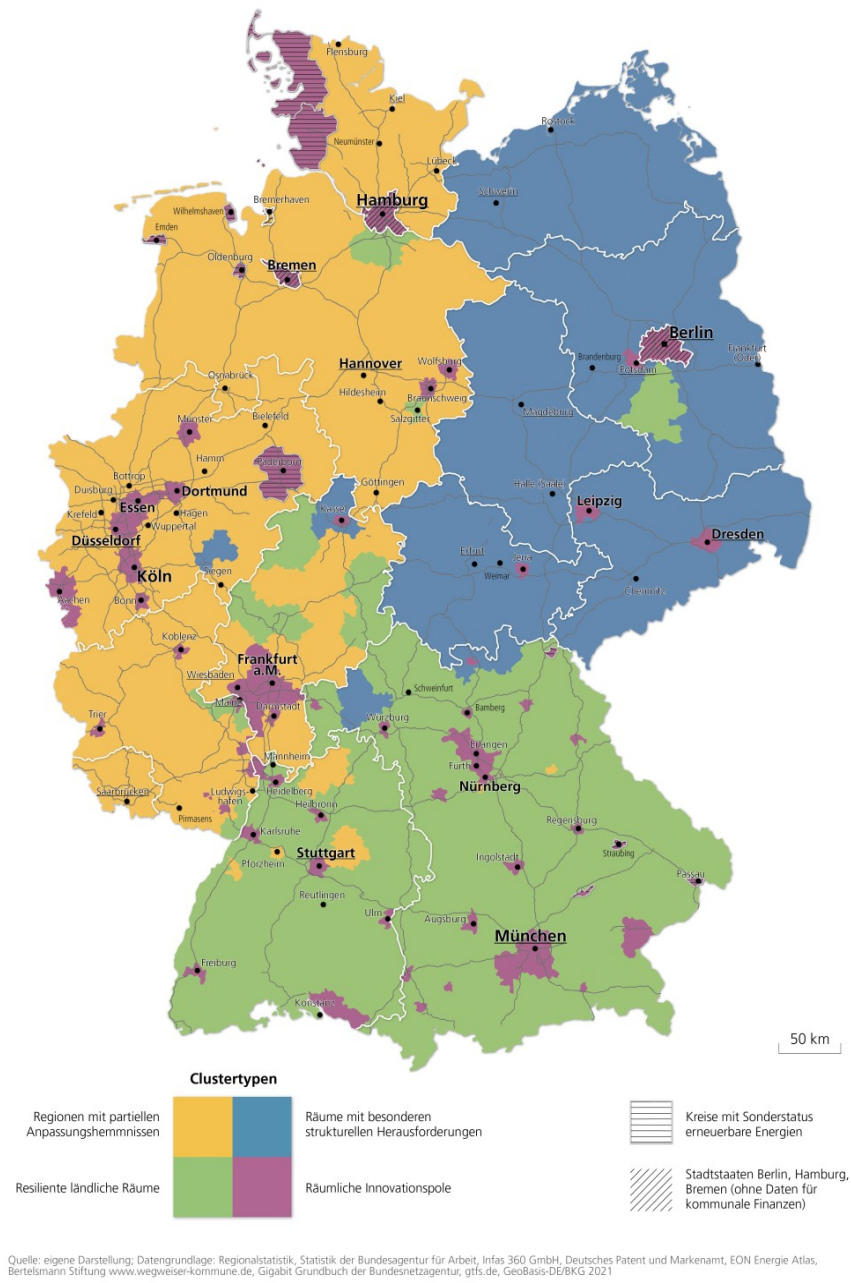 Flensburg
Kiel
Neumünster
Rostock
Lübeck
Schwerin
Hamburg
Bremerhaven
Wilhelmshaven
Emden
Oldenburg
Bremen
Berlin
Frankfurt
(Oder)
Brandenburg
Potsdam
Hannover
Wolfsburg
Osnabrück
Hildesheim
Braunschweig
Salzgitter
Magdeburg
Münster
Bielefeld
Hamm
Paderborn
Göttingen
Halle (Saale)
Leipzig
Bottrop
Duisburg
Essen
Dortmund
Krefeld
Hagen
Wuppertal
Düsseldorf
Kassel
Dresden
Köln
Siegen
Erfurt
Weimar
Jena
Chemnitz
Aachen
Bonn
Koblenz
Frankfurt
a.M.
Wiesbaden
Mainz
Darmstadt
Schweinfurt
Bamberg
Würzburg
Trier
Erlangen
Fürth
Nürnberg
Mannheim
Ludwigs-
hafen
Heidelberg
Saarbrücken
Pirmasens
Heilbronn
Karlsruhe
Regensburg
Straubing
Pforzheim
Stuttgart
Ingolstadt
Passau
Reutlingen
Ulm
Augsburg
München
Freiburg
Konstanz
50 km
Clustertypen
Regionen mit partiellen
Anpassungshemmnissen
Räume mit besonderen
strukturellen Herausforderungen
Kreise mit Sonderstatus
erneuerbare Energien
Resiliente ländliche Räume
Räumliche Innovationspole
Stadtstaaten Berlin, Hamburg,
Bremen (ohne Daten für
kommunale Finanzen)
Quelle: eigene Darstellung; Datengrundlage: Regionalstatistik, Statistik der Bundesagentur für Arbeit, Infas 360 GmbH, Deutsches Patent und Markenamt, EON Energie Atlas,
Bertelsmann Stiftung www.wegweiser-kommune.de, Gigabit Grundbuch der Bundesnetzagentur, gtfs.de, GeoBasis-DE/BKG 2021